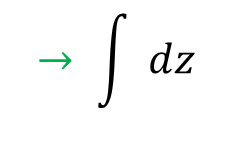 → ∫ dz